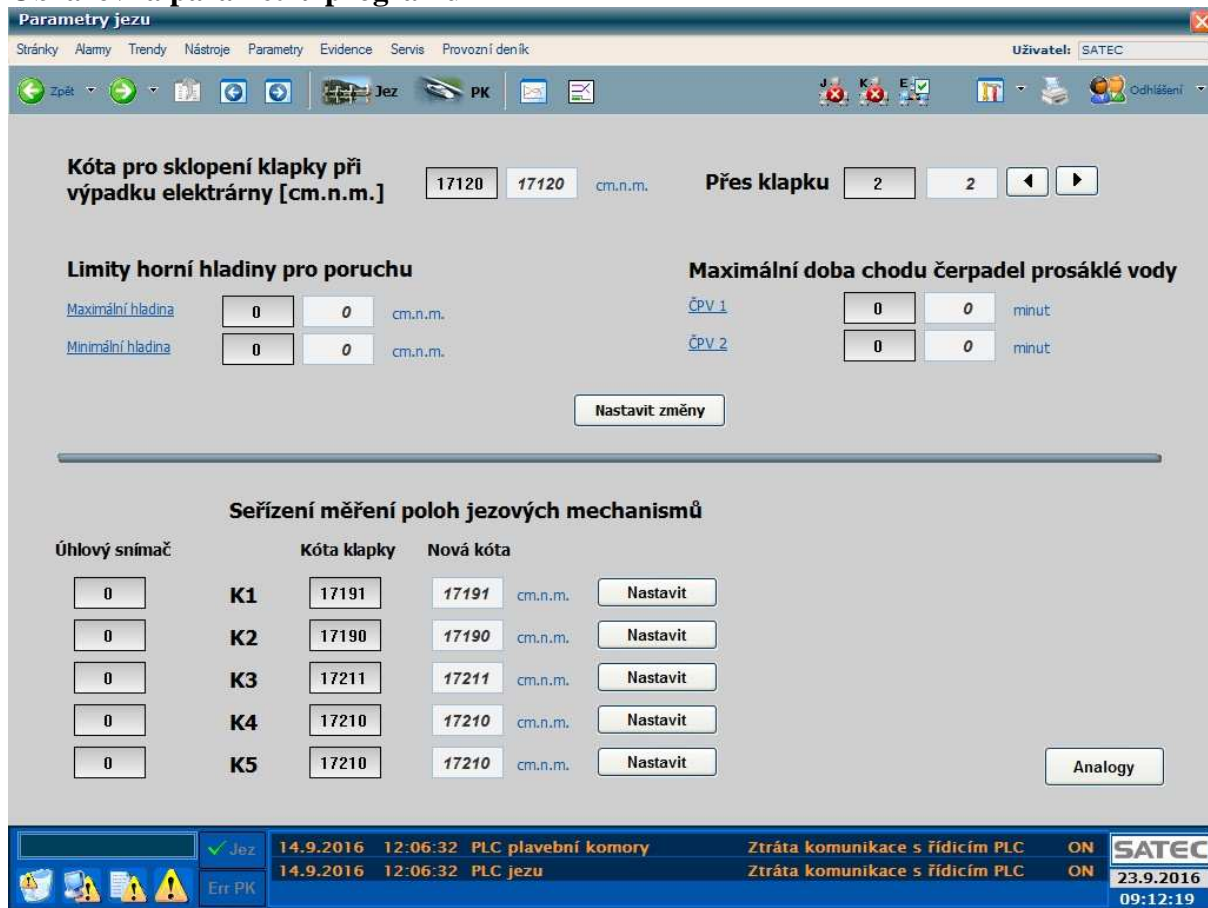 Parametry jezu
Stránky Alarmy Trendy Nástroje Parametry Evidence Servis Provozní deník Uživatel: SATEC
Zpět Jez PK J K E Odhlášení
Kóta pro sklopení klapky při
výpadku elektrárny [cm.n.m.] 17120 17120 cm.n.m. Přes klapku 2 2
Limity horní hladiny pro poruchu Maximální doba chodu čerpadel prosáklé vody
Maximální hladina 0 0 cm.n.m. ČPV 1 0 0 minut
Minimální hladina 0 0 cm.n.m. ČPV 2 0 0 minut
Nastavit změny
Seřízení měření poloh jezových mechanismů
Úhlový snímač Kóta klapky Nová kóta
0 K1 17191 17191 cm.n.m. Nastavit
0 K2 17190 17190 cm.n.m. Nastavit
0 K3 17211 17211 cm.n.m. Nastavit
0 K4 17210 17210 cm.n.m. Nastavit
0 K5 17210 17210 cm.n.m. Nastavit
Analogy
Jez 14.9.2016 12:06:32 PLC plavební komory Ztráta komunikace s řídicím PLC ON SATEC
Err PK 14.9.2016 12:06:32 PLC jezu Ztráta komunikace s řídicím PLC ON 23.9.2016
09:12:19